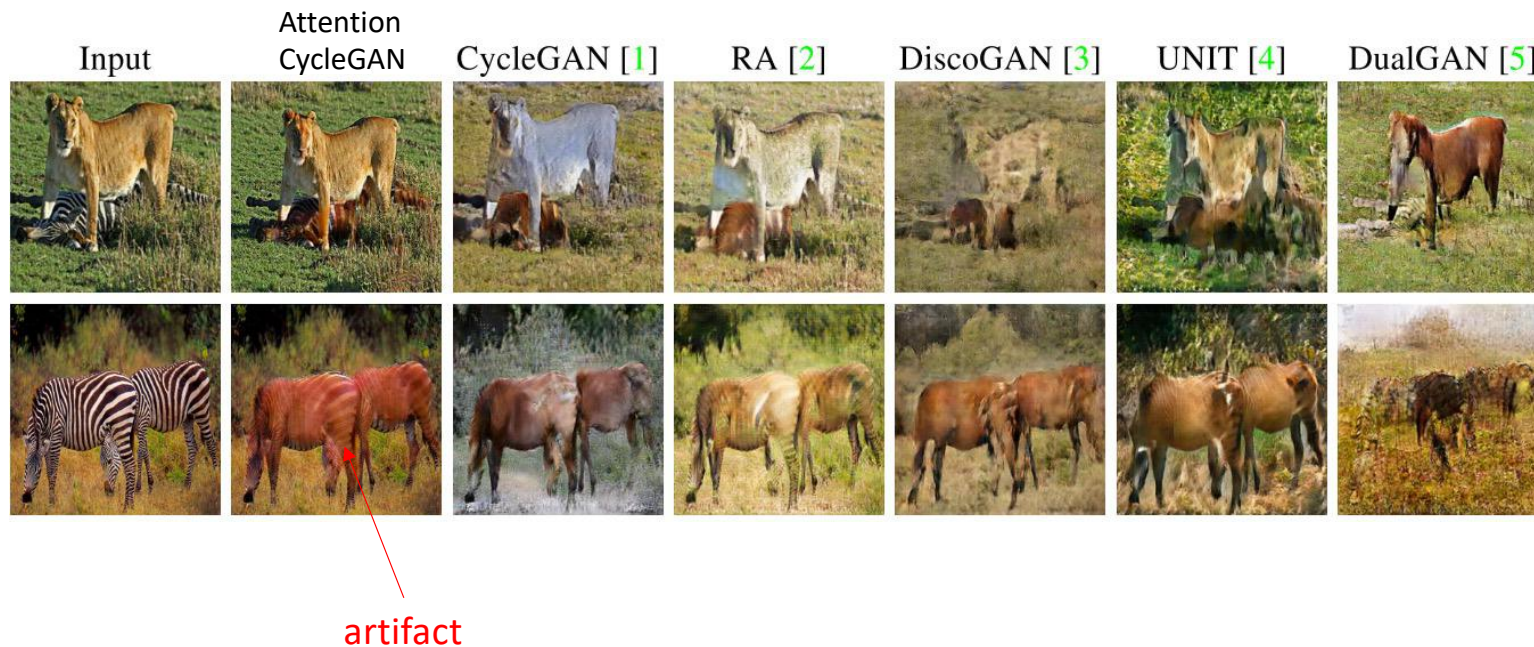 Attention
Input CycleGAN CycleGAN [1] RA [2] DiscoGAN [3] UNIT [4] DualGAN [5]
artifact